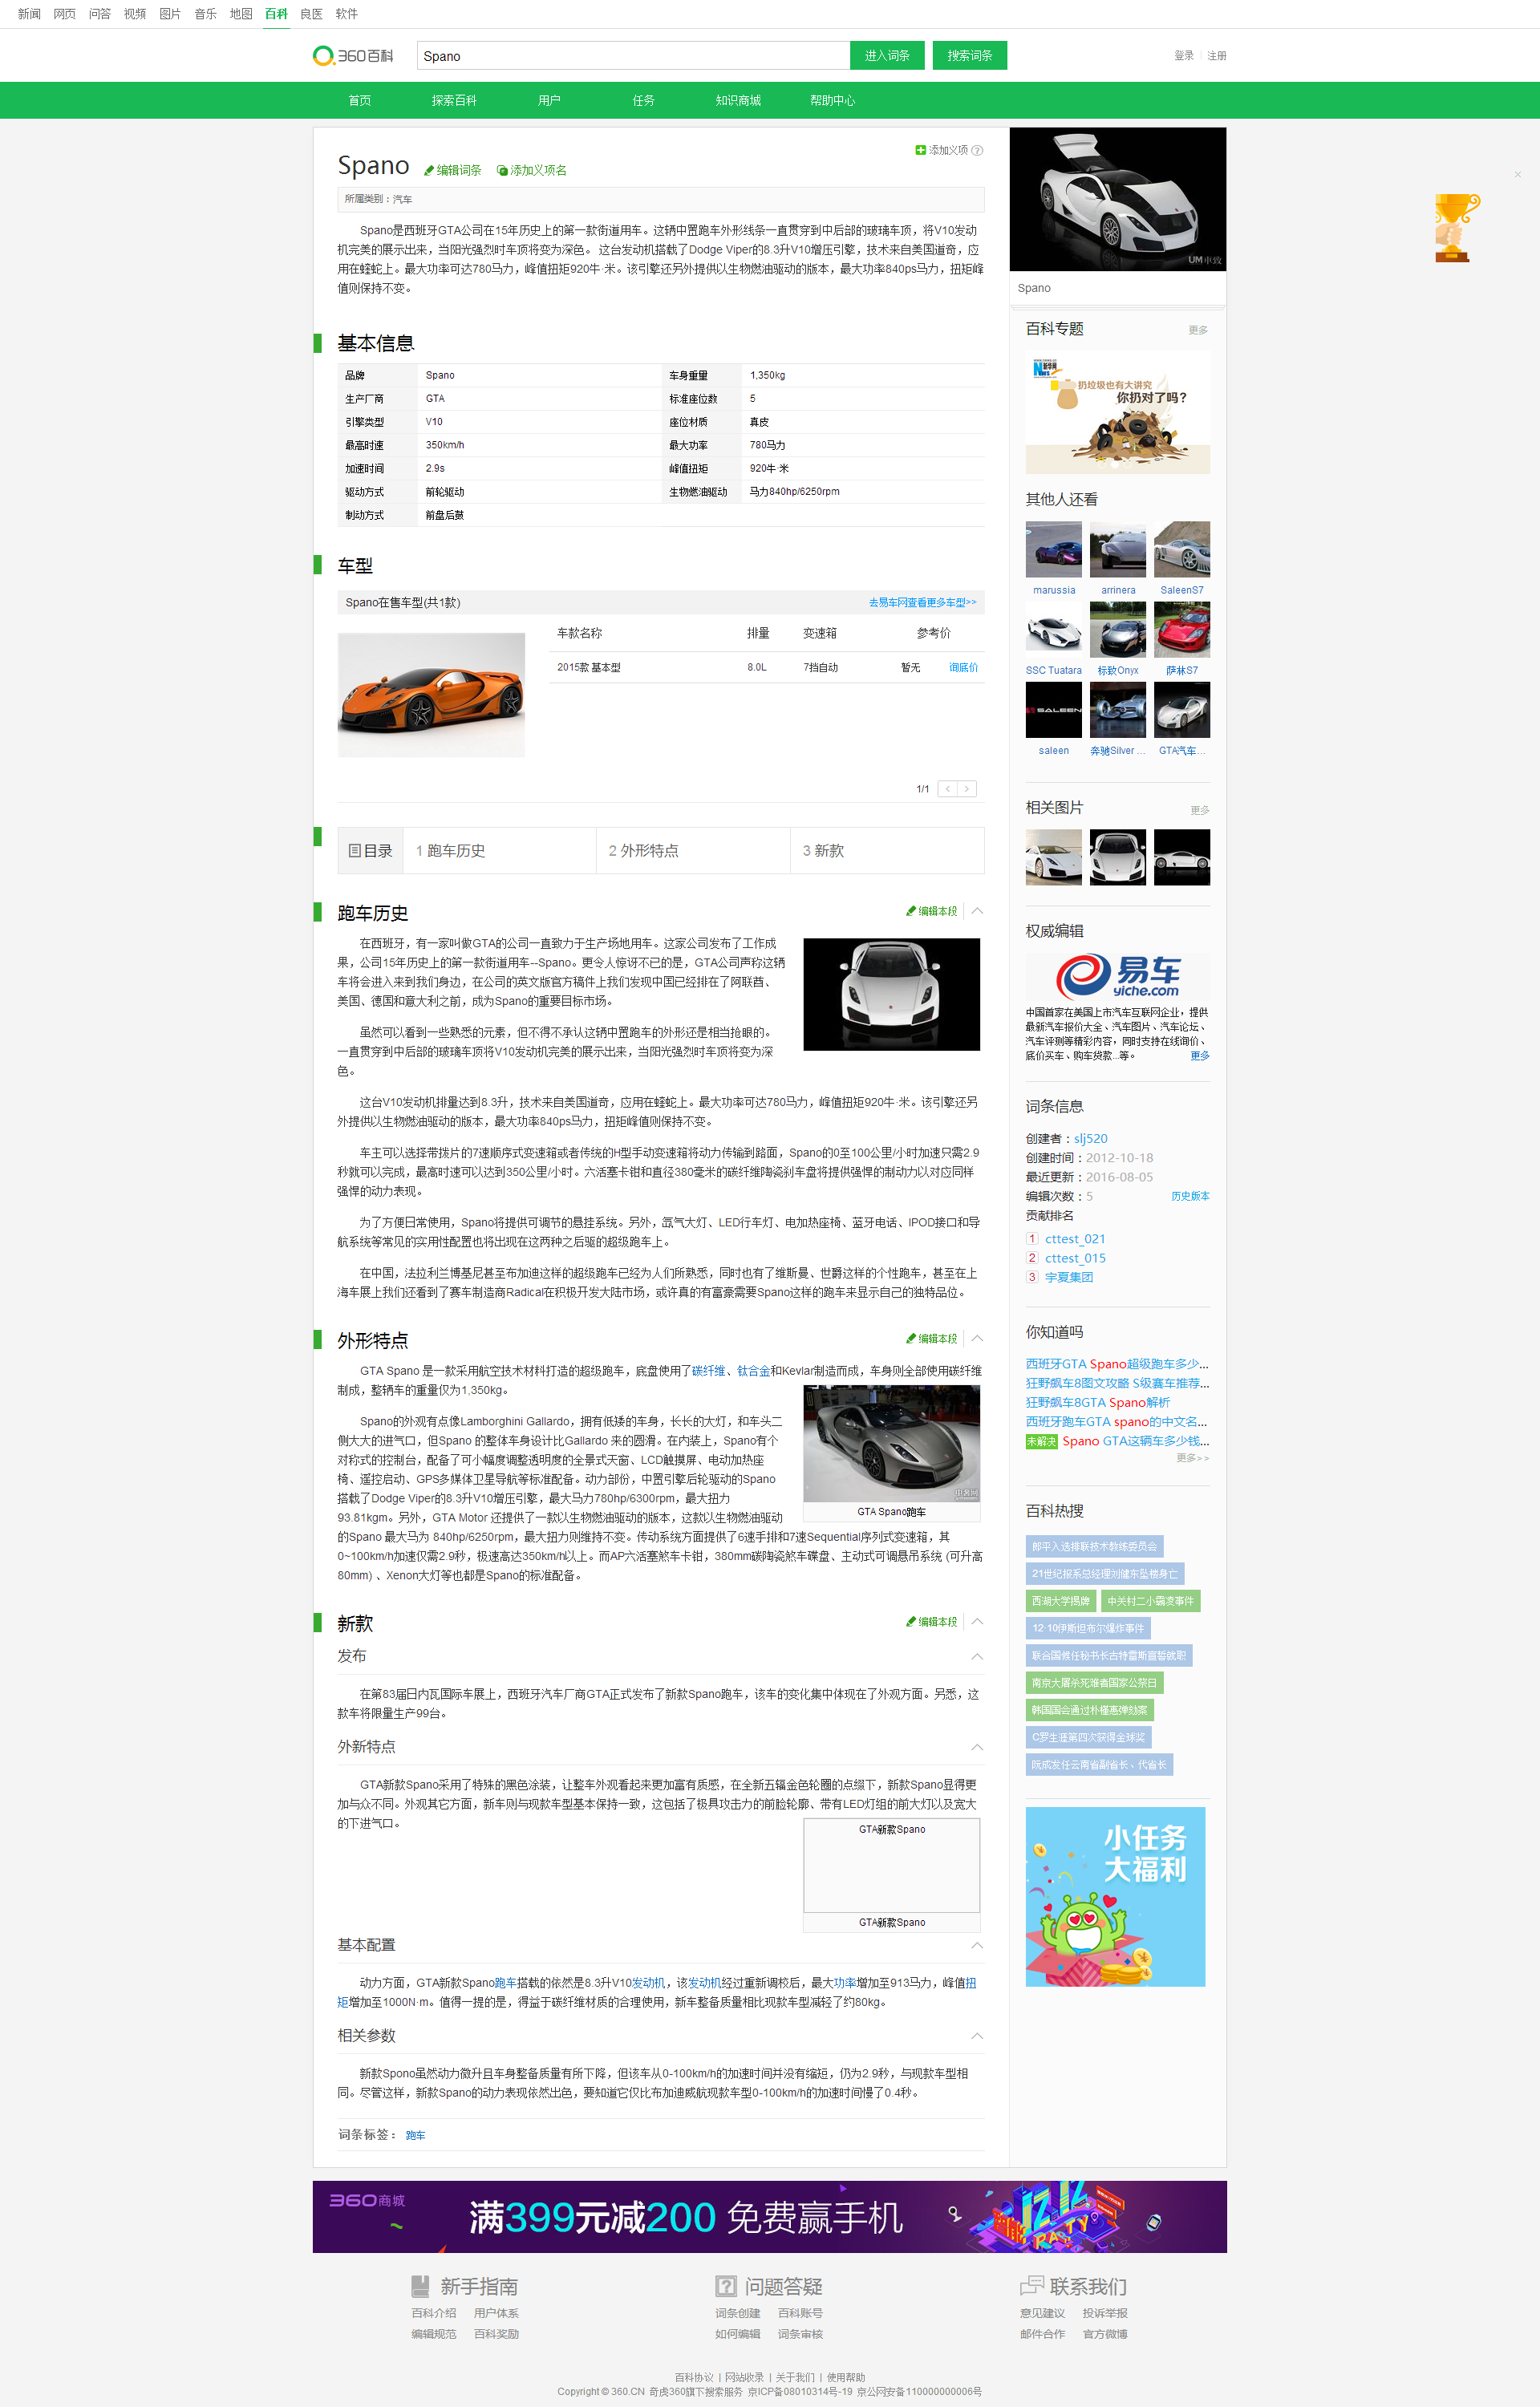 新闻 网页 问答 视频 图片 音乐 地图 百科 良医 软件
360百科
Spano
进入词条 搜索词条
登录 注册
首页 探索百科 用户 任务 知识商城 帮助中心
添加义项
Spano 编辑词条 添加义项名
所属类别：汽车
Spano是西班牙GTA公司在15年历史上的第一款街道用车。这辆中置跑车外形线条一直贯穿到中后部的玻璃车顶，将V10发动
机完美的展示出来，当阳光强烈时车顶将变为深色。 这台发动机搭载了Dodge Viper的8.3升V10增压引擎，技术来自美国道奇，应
用在蝰蛇上。最大功率可达780马力，峰值扭矩920牛·米。该引擎还另外提供以生物燃油驱动的版本，最大功率840ps马力，扭矩峰
值则保持不变。
基本信息
品牌 Spano 车身重量 1,350kg
生产厂商 GTA 标准座位数 5
引擎类型 V10 座位材质 真皮
最高时速 350km/h 最大功率 780马力
加速时间 2.9s 峰值扭矩 920牛·米
驱动方式 前轮驱动 生物燃油驱动 马力840hp/6250rpm
制动方式 前盘后鼓
车型
Spano在售车型(共1款) 去易车网查看更多车型>>
车款名称 排量 变速箱 参考价
2015款 基本型 8.0L 7挡自动 暂无 询底价
1/1
目录 1 跑车历史 2 外形特点 3 新款
跑车历史 编辑本段
在西班牙，有一家叫做GTA的公司一直致力于生产场地用车。这家公司发布了工作成
果，公司15年历史上的第一款街道用车--Spano。更令人惊讶不已的是，GTA公司声称这辆
车将会进入来到我们身边，在公司的英文版官方稿件上我们发现中国已经排在了阿联酋、
美国、德国和意大利之前，成为Spano的重要目标市场。
虽然可以看到一些熟悉的元素，但不得不承认这辆中置跑车的外形还是相当抢眼的。
一直贯穿到中后部的玻璃车顶将V10发动机完美的展示出来，当阳光强烈时车顶将变为深
色。
这台V10发动机排量达到8.3升，技术来自美国道奇，应用在蝰蛇上。最大功率可达780马力，峰值扭矩920牛·米。该引擎还另
外提供以生物燃油驱动的版本，最大功率840ps马力，扭矩峰值则保持不变。
车主可以选择带拨片的7速顺序式变速箱或者传统的H型手动变速箱将动力传输到路面，Spano的0至100公里/小时加速只需2.9
秒就可以完成，最高时速可以达到350公里/小时。六活塞卡钳和直径380毫米的碳纤维陶瓷刹车盘将提供强悍的制动力以对应同样
强悍的动力表现。
为了方便日常使用，Spano将提供可调节的悬挂系统。另外，氙气大灯、LED行车灯、电加热座椅、蓝牙电话、IPOD接口和导
航系统等常见的实用性配置也将出现在这两种之后驱的超级跑车上。
在中国，法拉利兰博基尼甚至布加迪这样的超级跑车已经为人们所熟悉，同时也有了维斯曼、世爵这样的个性跑车，甚至在上
海车展上我们还看到了赛车制造商Radical在积极开发大陆市场，或许真的有富豪需要Spano这样的跑车来显示自己的独特品位。
外形特点 编辑本段
GTA Spano 是一款采用航空技术材料打造的超级跑车，底盘使用了碳纤维、钛合金和Kevlar制造而成，车身则全部使用碳纤维
制成，整辆车的重量仅为1,350kg。
Spano的外观有点像Lamborghini Gallardo，拥有低矮的车身，长长的大灯，和车头二
侧大大的进气口，但Spano 的整体车身设计比Gallardo 来的圆滑。在内装上，Spano有个
对称式的控制台，配备了可小幅度调整透明度的全景式天窗、LCD触摸屏、电动加热座
椅、遥控启动、GPS多媒体卫星导航等标准配备。动力部份，中置引擎后轮驱动的Spano
搭载了Dodge Viper的8.3升V10增压引擎，最大马力780hp/6300rpm，最大扭力
93.81kgm。另外，GTA Motor 还提供了一款以生物燃油驱动的版本，这款以生物燃油驱动
的Spano 最大马为 840hp/6250rpm，最大扭力则维持不变。传动系统方面提供了6速手排和7速Sequential序列式变速箱，其
0~100km/h加速仅需2.9秒，极速高达350km/h以上。而AP六活塞煞车卡钳，380mm碳陶瓷煞车碟盘、主动式可调悬吊系统 (可升高
80mm) 、Xenon大灯等也都是Spano的标准配备。
GTA Spano跑车
新款 编辑本段
发布
在第83届日内瓦国际车展上，西班牙汽车厂商GTA正式发布了新款Spano跑车，该车的变化集中体现在了外观方面。另悉，这
款车将限量生产99台。
外新特点
GTA新款Spano采用了特殊的黑色涂装，让整车外观看起来更加富有质感，在全新五辐金色轮圈的点缀下，新款Spano显得更
加与众不同。外观其它方面，新车则与现款车型基本保持一致，这包括了极具攻击力的前脸轮廓、带有LED灯组的前大灯以及宽大
的下进气口。
GTA新款Spano
GTA新款Spano
基本配置
动力方面，GTA新款Spano跑车搭载的依然是8.3升V10发动机，该发动机经过重新调校后，最大功率增加至913马力，峰值扭
矩增加至1000N·m。值得一提的是，得益于碳纤维材质的合理使用，新车整备质量相比现款车型减轻了约80kg。
相关参数
新款Spono虽然动力微升且车身整备质量有所下降，但该车从0-100km/h的加速时间并没有缩短，仍为2.9秒，与现款车型相
同。尽管这样，新款Spano的动力表现依然出色，要知道它仅比布加迪威航现款车型0-100km/h的加速时间慢了0.4秒。
词条标签： 跑车
UM車致
Spano
百科专题 更多
扔垃圾也有大讲究
你扔对了吗?
其他人还看
marussia arrinera SaleenS7
SSC Tuatara 标致Onyx 萨林S7
SALEEN
saleen 奔驰Silver ... GTA汽车...
相关图片 更多
权威编辑
易车
yiche.com
中国首家在美国上市汽车互联网企业，提供
最新汽车报价大全、汽车图片、汽车论坛、
汽车评测等精彩内容，同时支持在线询价、
底价买车、购车贷款...等。 更多
词条信息
创建者：slj520
创建时间：2012-10-18
最近更新：2016-08-05
编辑次数：5 历史版本
贡献排名
1 cttest_021
2 cttest_015
3 宇夏集团
你知道吗
西班牙GTA Spano超级跑车多少...
狂野飙车8图文攻略 S级赛车推荐...
狂野飙车8GTA Spano解析
西班牙跑车GTA spano的中文名...
未解决 Spano GTA这辆车多少钱...
更多>>
百科热搜
郎平入选排联技术教练委员会
21世纪报系总经理刘健东坠楼身亡
西湖大学揭牌 中关村二小霸凌事件
12·10伊斯坦布尔爆炸事件
联合国候任秘书长古特雷斯宣誓就职
南京大屠杀死难者国家公祭日
韩国国会通过朴槿惠弹劾案
C罗生涯第四次获得金球奖
阮成发任云南省副省长、代省长
小任务
大福利
360商城
满399元减200 免费赢手机
12.12
PARTY
新手指南 问题答疑 联系我们
百科介绍 用户体系 词条创建 百科账号 意见建议 投诉举报
编辑规范 百科奖励 如何编辑 词条审核 邮件合作 官方微博
百科协议 | 网站收录 | 关于我们 | 使用帮助
Copyright © 360.CN 奇虎360旗下搜索服务 京ICP备08010314号-19 京公网安备110000000006号